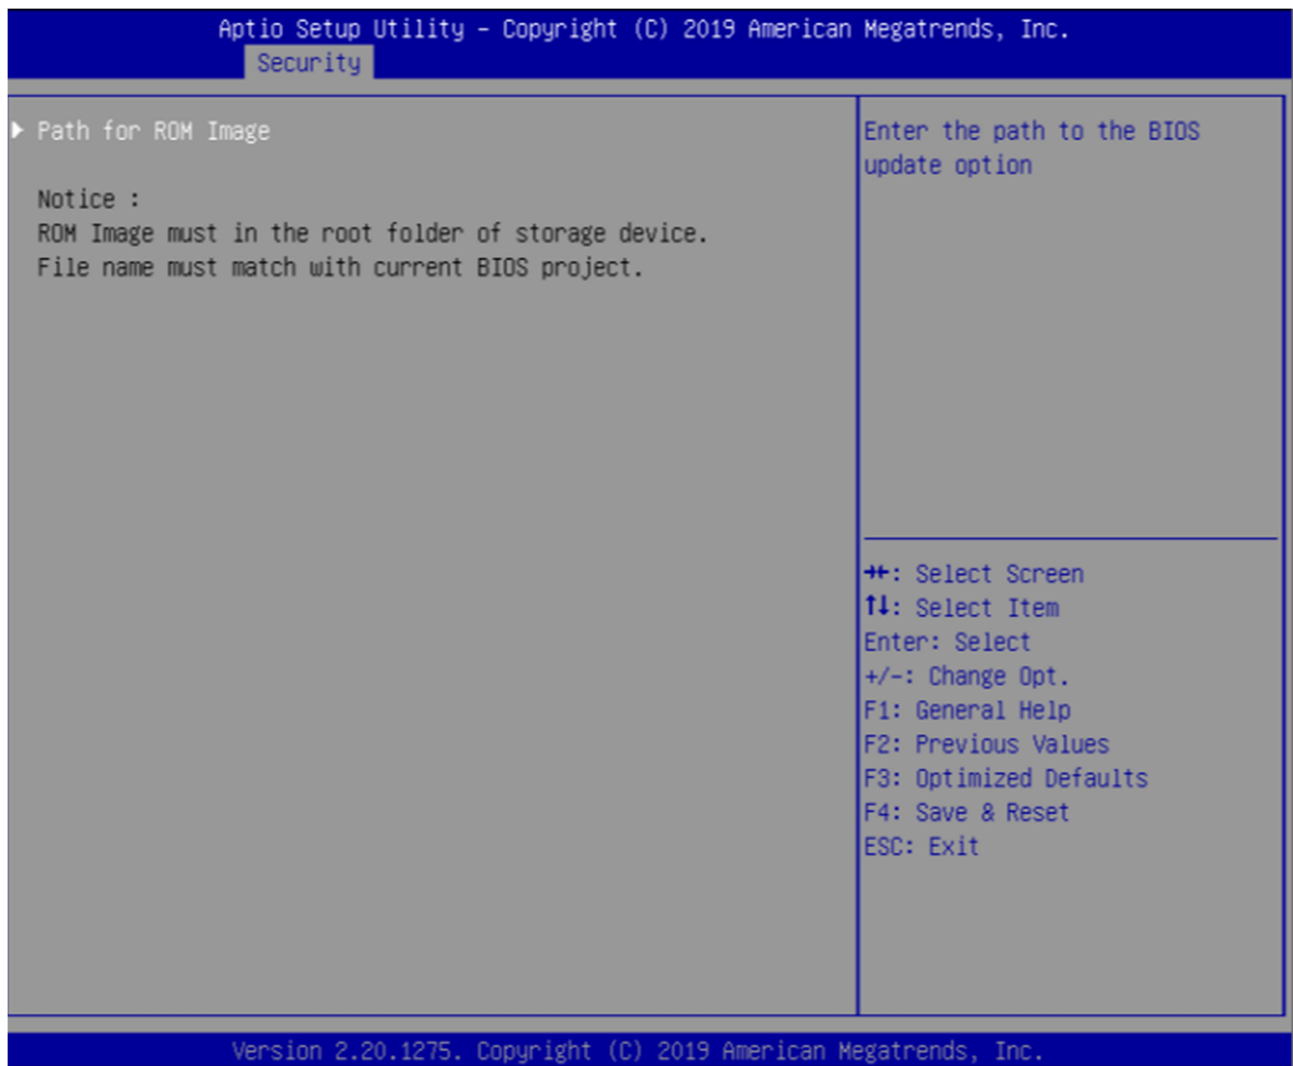 Aptio Setup Utility – Copyright (C) 2019 American Megatrends, Inc.
Security
Path for ROM Image
Notice :
ROM Image must in the root folder of storage device.
File name must match with current BIOS project.
Enter the path to the BIOS
update option
→←: Select Screen
↑↓: Select Item
Enter: Select
+/-: Change Opt.
F1: General Help
F2: Previous Values
F3: Optimized Defaults
F4: Save & Reset
ESC: Exit
Version 2.20.1275. Copyright (C) 2019 American Megatrends, Inc.